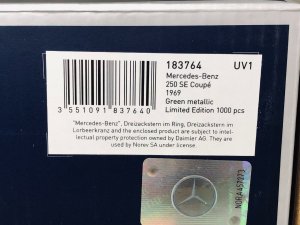 183764 UV1
Mercedes-Benz
250 SE Coupé
1969
Green metallic
Limited Edition 1000 pcs
3 551091 837640
"Mercedes-Benz", Dreizackstern im Ring, Dreizackstern im
Lorbeerkranz and the enclosed product are subject to intel-
lectual property protection owned by Daimler AG. They are
used by Norev SA under license.